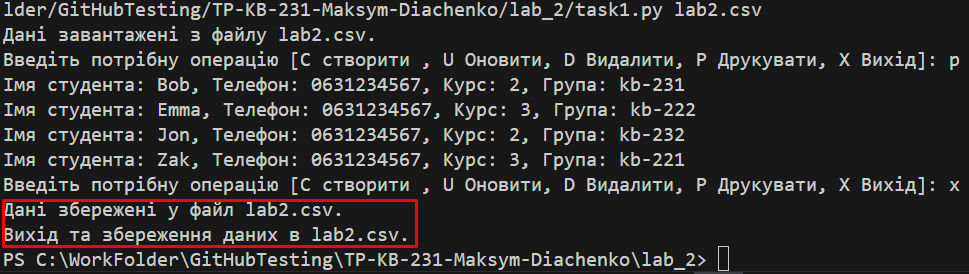 lder/GitHubTesting/TP-KB-231-Maksym-Diachenko/lab_2/task1.py lab2.csv
Дані завантажені з файлу lab2.csv.
Введіть потрібну операцію [C створити , U Оновити, D Видалити, P Друкувати, X Вихід]: p
Імя студента: Bob, Телефон: 0631234567, Курс: 2, Група: kb-231
Імя студента: Emma, Телефон: 0631234567, Курс: 3, Група: kb-222
Імя студента: Jon, Телефон: 0631234567, Курс: 2, Група: kb-232
Імя студента: Zak, Телефон: 0631234567, Курс: 3, Група: kb-221
Введіть потрібну операцію [C створити , U Оновити, D Видалити, P Друкувати, X Вихід]: x
Дані збережені у файл lab2.csv.
Вихід та збереження даних в lab2.csv.
PS C:\WorkFolder\GitHubTesting\TP-KB-231-Maksym-Diachenko\lab_2>